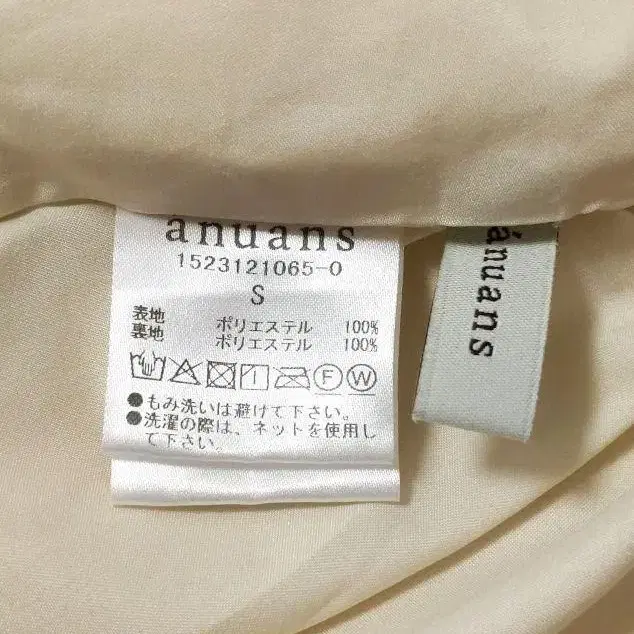 anuans
1523121065-0
S
表地 ポリエステル 100%
裏地 ポリエステル 100%
F W
●もみ洗いは避けて下さい。
●洗濯の際は、ネットを使用し
て下さい。
ánuans